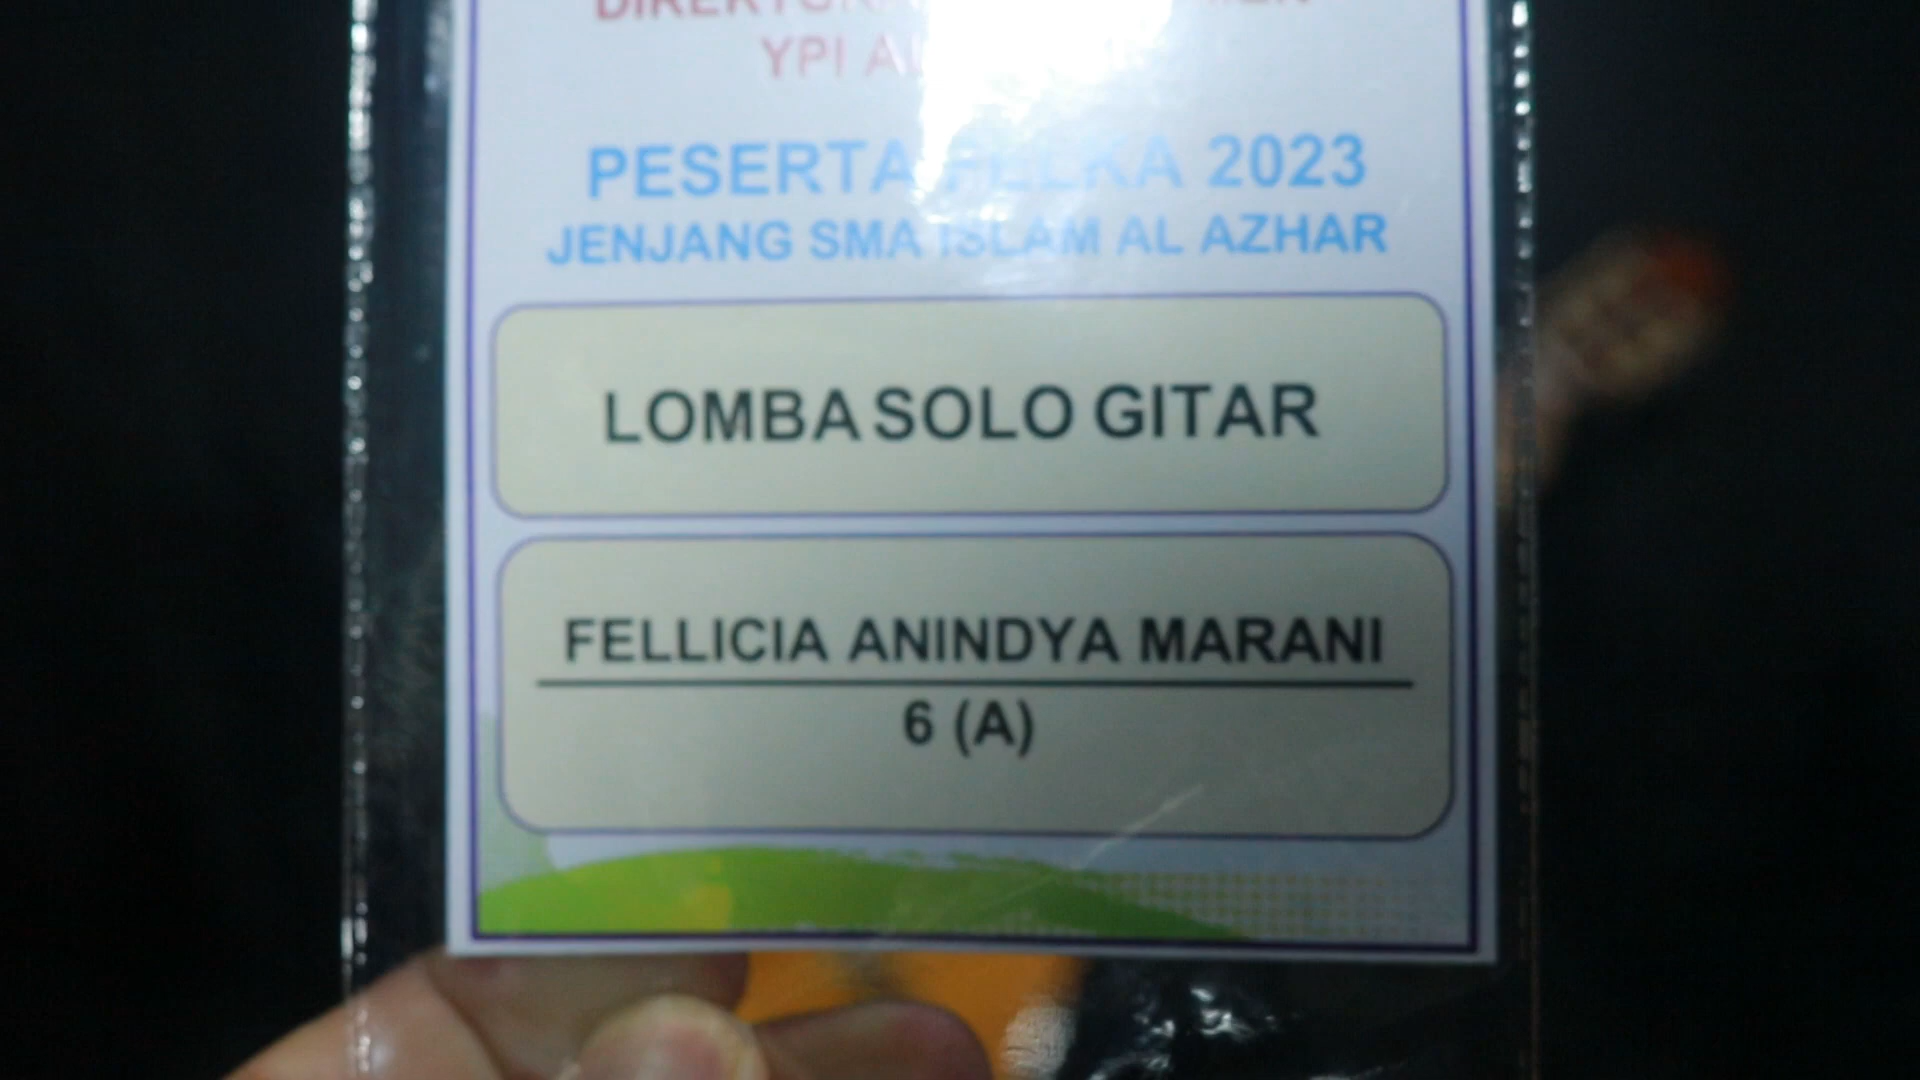 YPI
PESERTA 2023
JENJANG SMA ISLAM AL AZHAR
LOMBA SOLO GITAR
FELLICIA ANINDYA MARANI
6 (A)